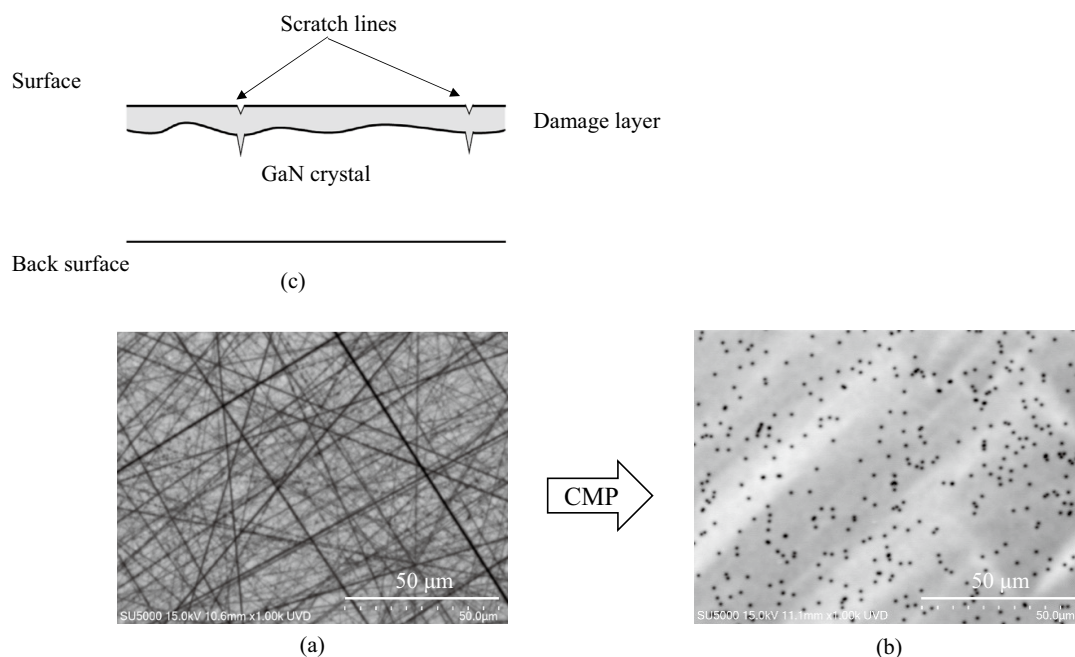 Scratch lines
Surface
Damage layer
GaN crystal
Back surface
(c)
50 μm
SU5000 15.0kV 10.6mm x1.00k UVD
50.0μm
(a)
CMP
50 μm
SU5000 15.0kV 11.1mm x1.00k UVD
50.0μm
(b)